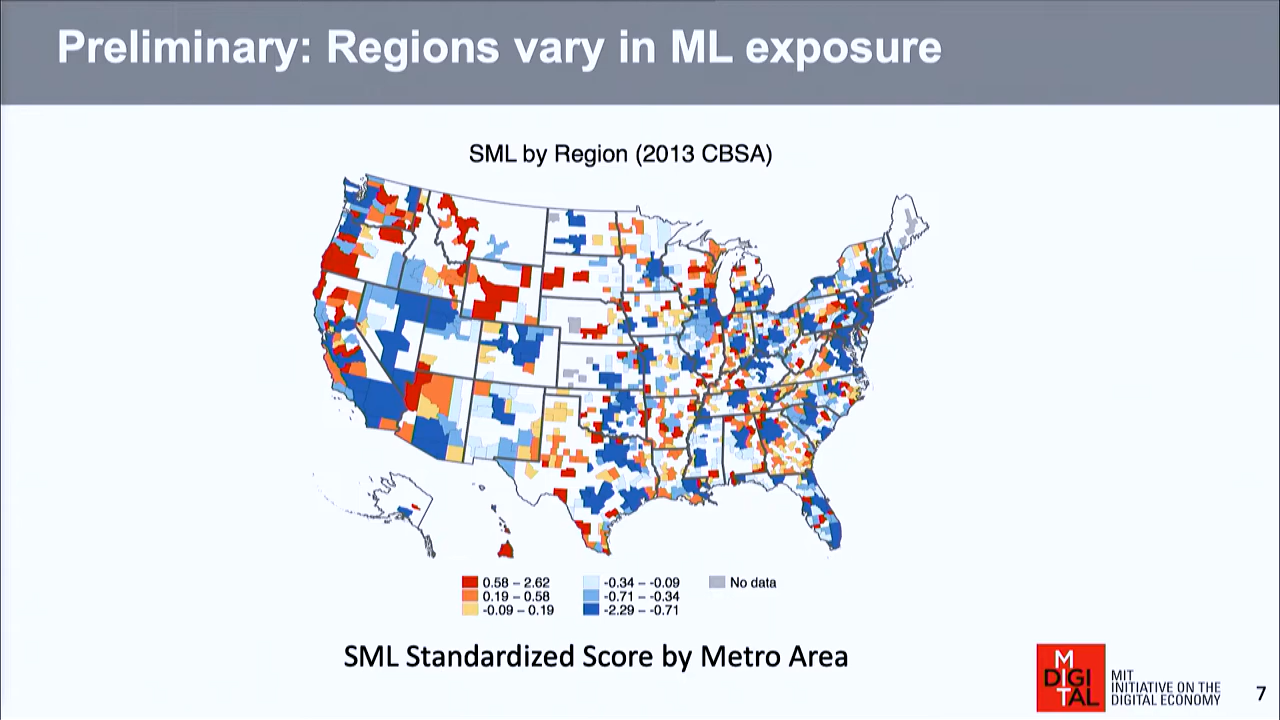 Preliminary: Regions vary in ML exposure
SML by Region (2013 CBSA)
0.58 – 2.62
0.19 – 0.58
-0.09 – 0.19
-0.34 – -0.09
-0.71 – -0.34
-2.29 – -0.71
No data
SML Standardized Score by Metro Area
M
DIGI
TAL
MIT
INITIATIVE ON THE
DIGITAL ECONOMY
7